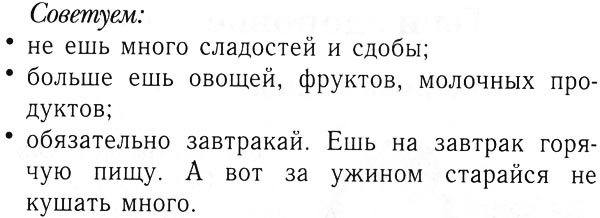 Советуем:
• не ешь много сладостей и сдобы;
• больше ешь овощей, фруктов, молочных про-
дуктов;
• обязательно завтракай. Ешь на завтрак горя-
чую пищу. А вот за ужином старайся не
кушать много.